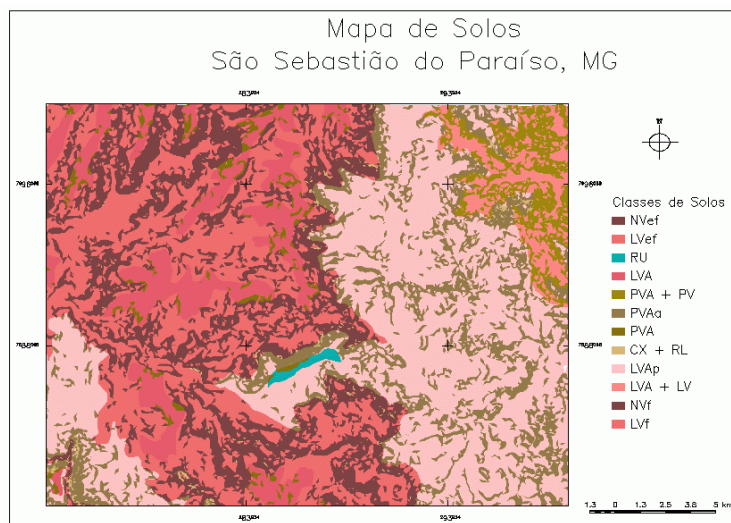 Mapa de Solos
São Sebastião do Paraíso, MG
Classes de Solos
NVef
LVef
RU
LVA
PVA + PV
PVAa
PVA
CX + RL
LVAp
LVA + LV
NVf
LVf
1.3 0 1.3 2.5 3.8 5 km